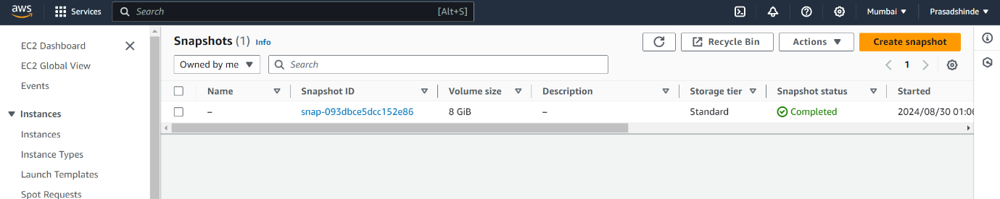 aws Services Search [Alt+S] Mumbai ▼ Prasadshinde ▼
EC2 Dashboard
EC2 Global View
Events
Instances
Instances
Instance Types
Launch Templates
Spot Requests
Snapshots (1) Info
Recycle Bin Actions Create snapshot
Owned by me Search 1
Name Snapshot ID Volume size Description Storage tier Snapshot status Started
– snap-093dbce5dcc152e86 8 GiB – Standard Completed 2024/08/30 01:06